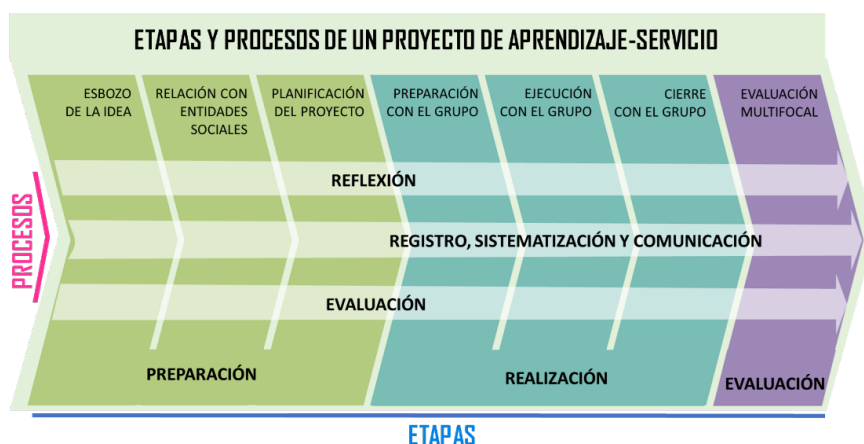 ETAPAS Y PROCESOS DE UN PROYECTO DE APRENDIZAJE-SERVICIO
ESBOZO
DE LA IDEA
RELACIÓN CON
ENTIDADES
SOCIALES
PLANIFICACIÓN
DEL PROYECTO
PREPARACIÓN
CON EL GRUPO
EJECUCIÓN
CON EL GRUPO
CIERRE
CON EL GRUPO
EVALUACIÓN
MULTIFOCAL
PROCESOS
REFLEXIÓN
REGISTRO, SISTEMATIZACIÓN Y COMUNICACIÓN
EVALUACIÓN
PREPARACIÓN
REALIZACIÓN
EVALUACIÓN
ETAPAS